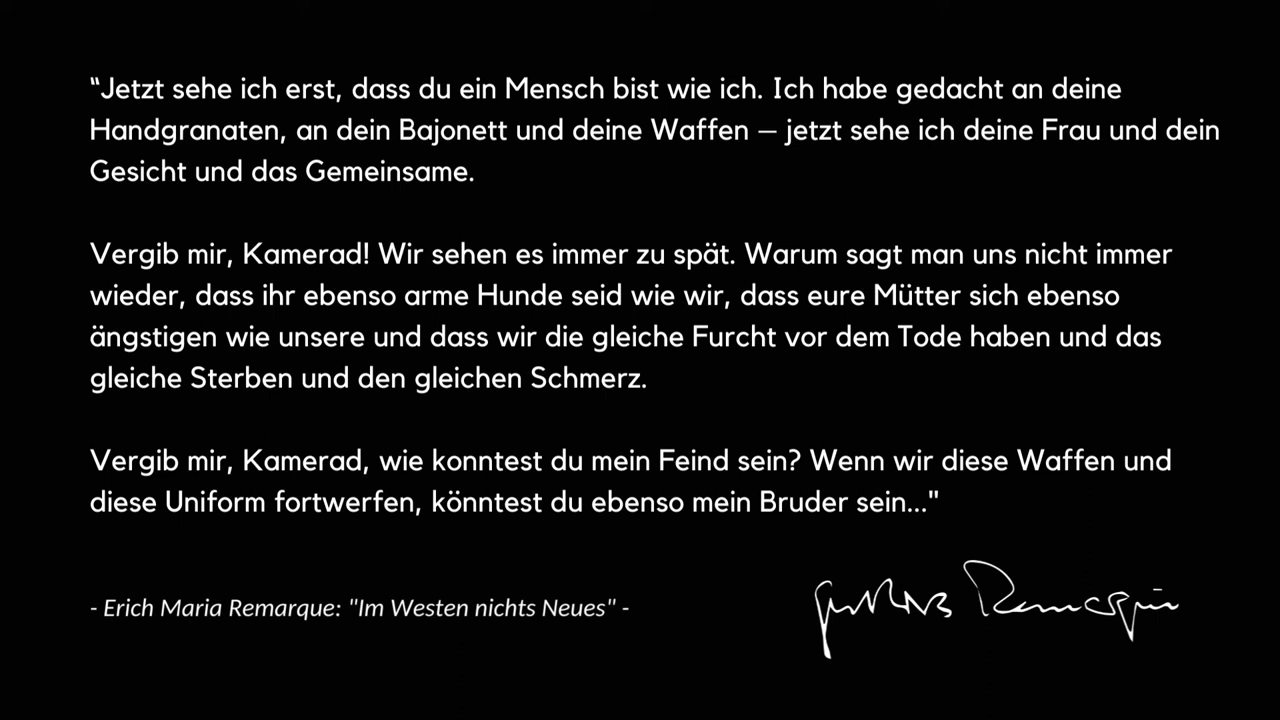 “Jetzt sehe ich erst, dass du ein Mensch bist wie ich. Ich habe gedacht an deine
Handgranaten, an dein Bajonett und deine Waffen – jetzt sehe ich deine Frau und dein
Gesicht und das Gemeinsame.
Vergib mir, Kamerad! Wir sehen es immer zu spät. Warum sagt man uns nicht immer
wieder, dass ihr ebenso arme Hunde seid wie wir, dass eure Mütter sich ebenso
ängstigen wie unsere und dass wir die gleiche Furcht vor dem Tode haben und das
gleiche Sterben und den gleichen Schmerz.
Vergib mir, Kamerad, wie konntest du mein Feind sein? Wenn wir diese Waffen und
diese Uniform fortwerfen, könntest du ebenso mein Bruder sein..."
- Erich Maria Remarque: "Im Westen nichts Neues" -
Remarque